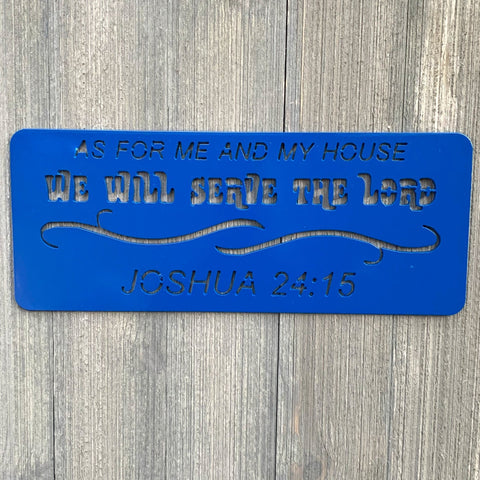 AS FOR ME AND MY HOUSE
WE WILL SERVE THE LORD
JOSHUA 24:15